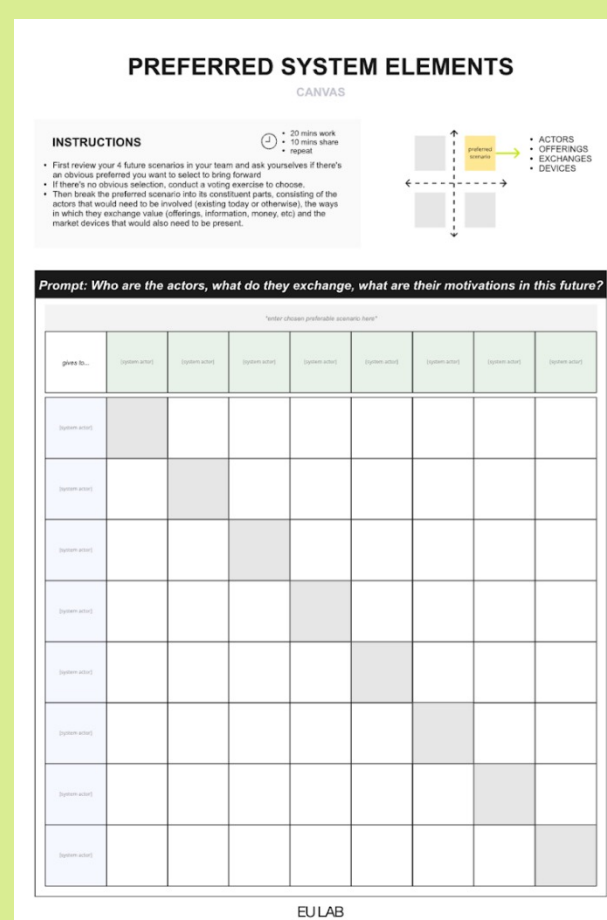 PREFERRED SYSTEM ELEMENTS
CANVAS
INSTRUCTIONS
• 20 mins work
• 10 mins share
• repeat
• First review your 4 future scenarios in your team and ask yourselves if there's
an obvious preferred you want to select to bring forward
• If there's no obvious selection, conduct a voting exercise to choose.
• Then break the preferred scenario into its constituent parts, consisting of the
actors that would need to be involved (existing today or otherwise), the ways
in which they exchange value (offerings, information, money, etc) and the
market devices that would also need to be present.
preferred
scenario
• ACTORS
• OFFERINGS
• EXCHANGES
• DEVICES
Prompt: Who are the actors, what do they exchange, what are their motivations in this future?
"enter chosen preferable scenario here"
gives to... [system actor] [system actor] [system actor] [system actor] [system actor] [system actor] [system actor] [system actor]
[system actor]
[system actor]
[system actor]
[system actor]
[system actor]
[system actor]
[system actor]
[system actor]
EU LAB